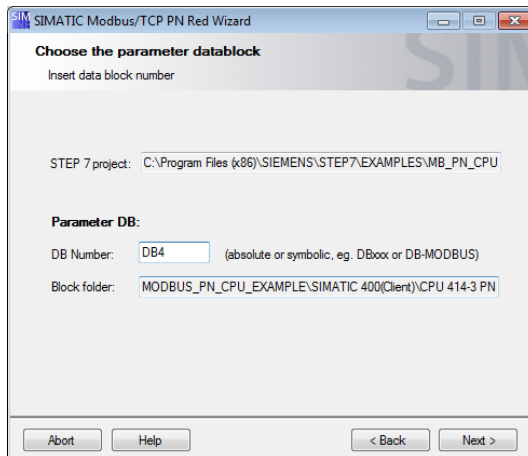 SIMATIC Modbus/TCP PN Red Wizard
Choose the parameter datablock
Insert data block number
STEP 7 project: C:\Program Files (x86)\SIEMENS\STEP7\EXAMPLES\MB_PN_CPU
Parameter DB:
DB Number: DB4 (absolute or symbolic, eg. DBxxx or DB-MODBUS)
Block folder: MODBUS_PN_CPU_EXAMPLE\SIMATIC 400(Client)\CPU 414-3 PN
Abort Help < Back Next >